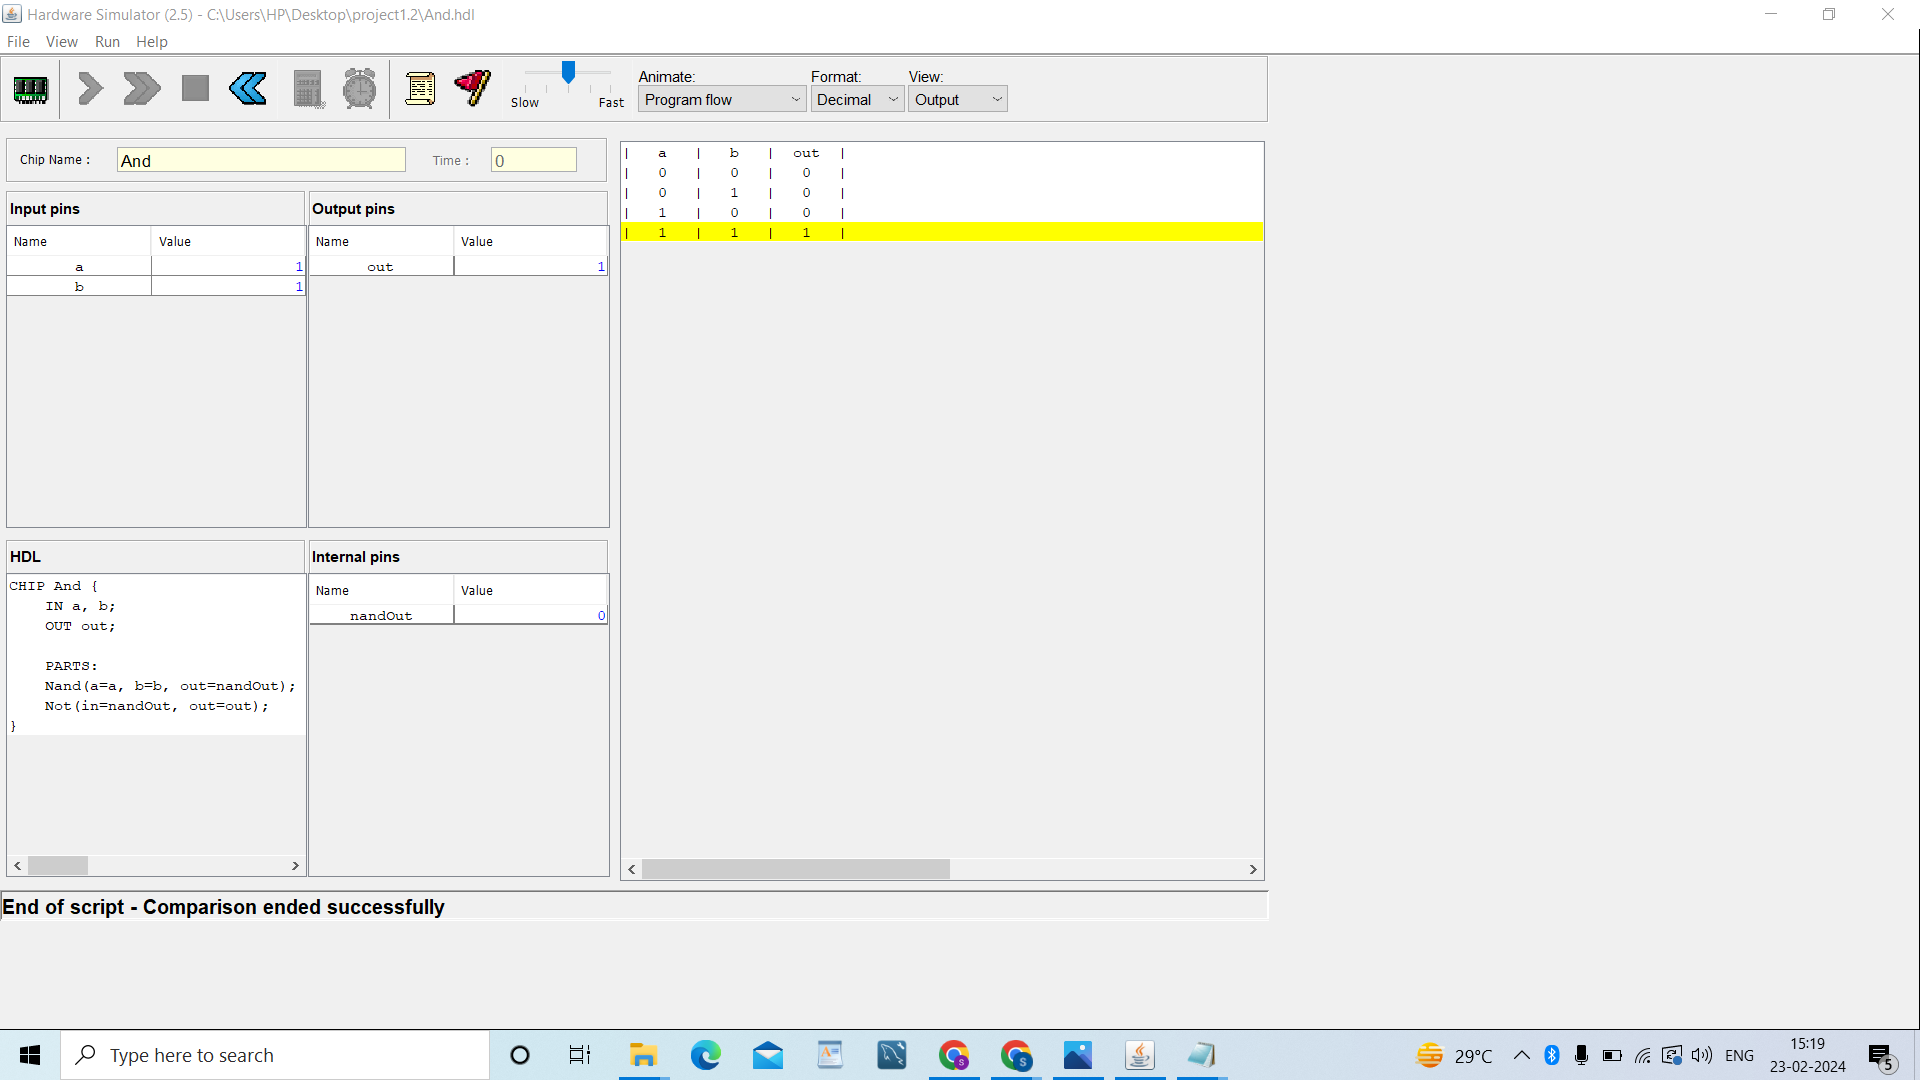 Hardware Simulator (2.5) - C:\Users\HP\Desktop\project1.2\And.hdl
File View Run Help
Slow Fast
Animate: Format: View:
Program flow Decimal Output
Chip Name : And Time : 0
Input pins Output pins
Name Value Name Value
a 1 out 1
b 1
| a | b | out |
| 0 | 0 | 0 |
| 0 | 1 | 0 |
| 1 | 0 | 0 |
| 1 | 1 | 1 |
HDL
CHIP And {
IN a, b;
OUT out;
PARTS:
Nand(a=a, b=b, out=nandOut);
Not(in=nandOut, out=out);
}
Internal pins
Name Value
nandOut 0
End of script - Comparison ended successfully
Type here to search
S
S
29°C
ENG
15:19
23-02-2024
5